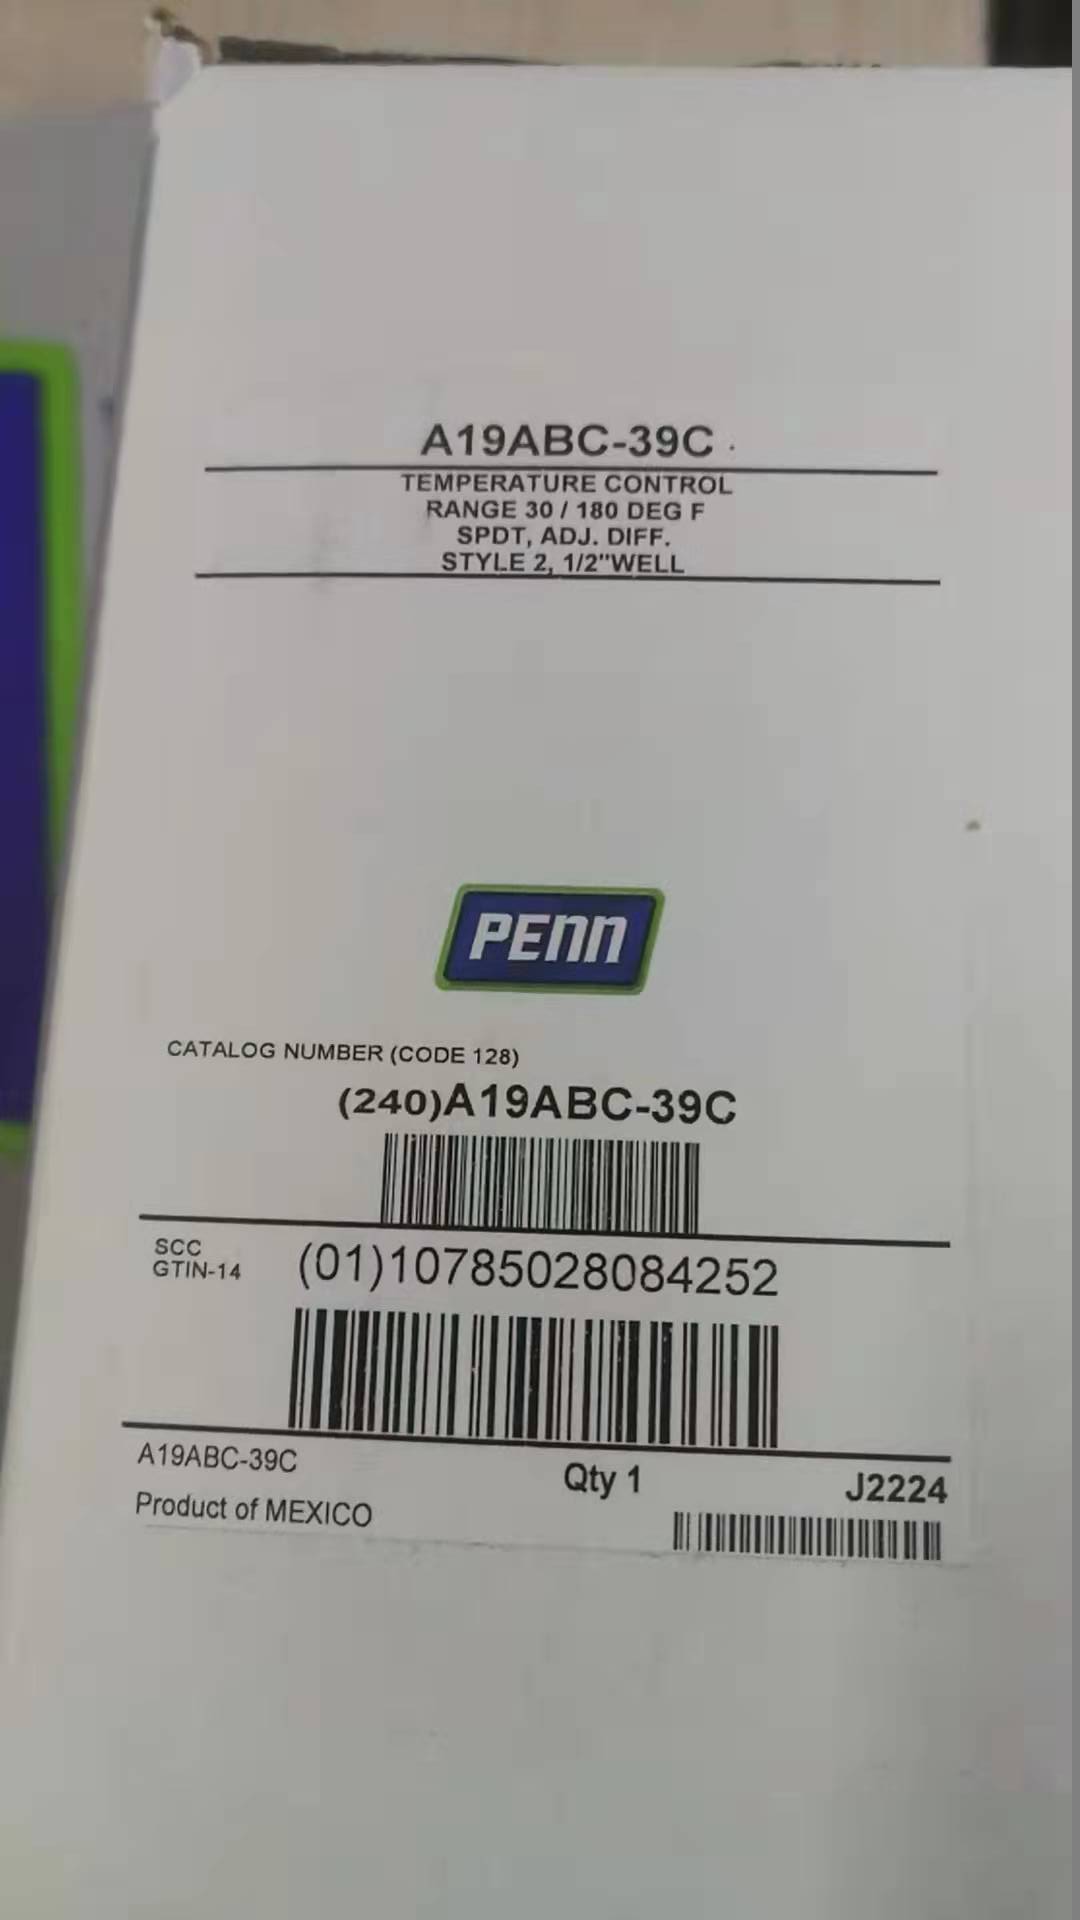 A19ABC-39C
TEMPERATURE CONTROL
RANGE 30 / 180 DEG F
SPDT, ADJ. DIFF.
STYLE 2, 1/2"WELL
PENN
CATALOG NUMBER (CODE 128)
(240)A19ABC-39C
SCC
GTIN-14
(01)10785028084252
A19ABC-39C
Qty 1
J2224
Product of MEXICO